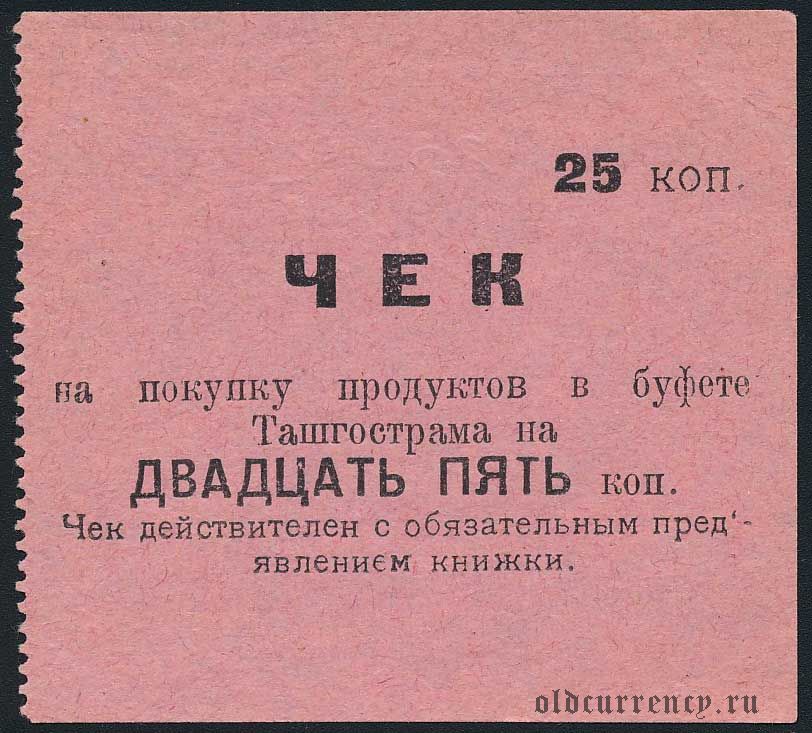 25 коп.
ЧЕК
на покупку продуктов в буфете
Ташгострама на
ДВАДЦАТЬ ПЯТЬ коп.
Чек действителен с обязательным пред‘-
явлением книжки.
oldcurrency.ru